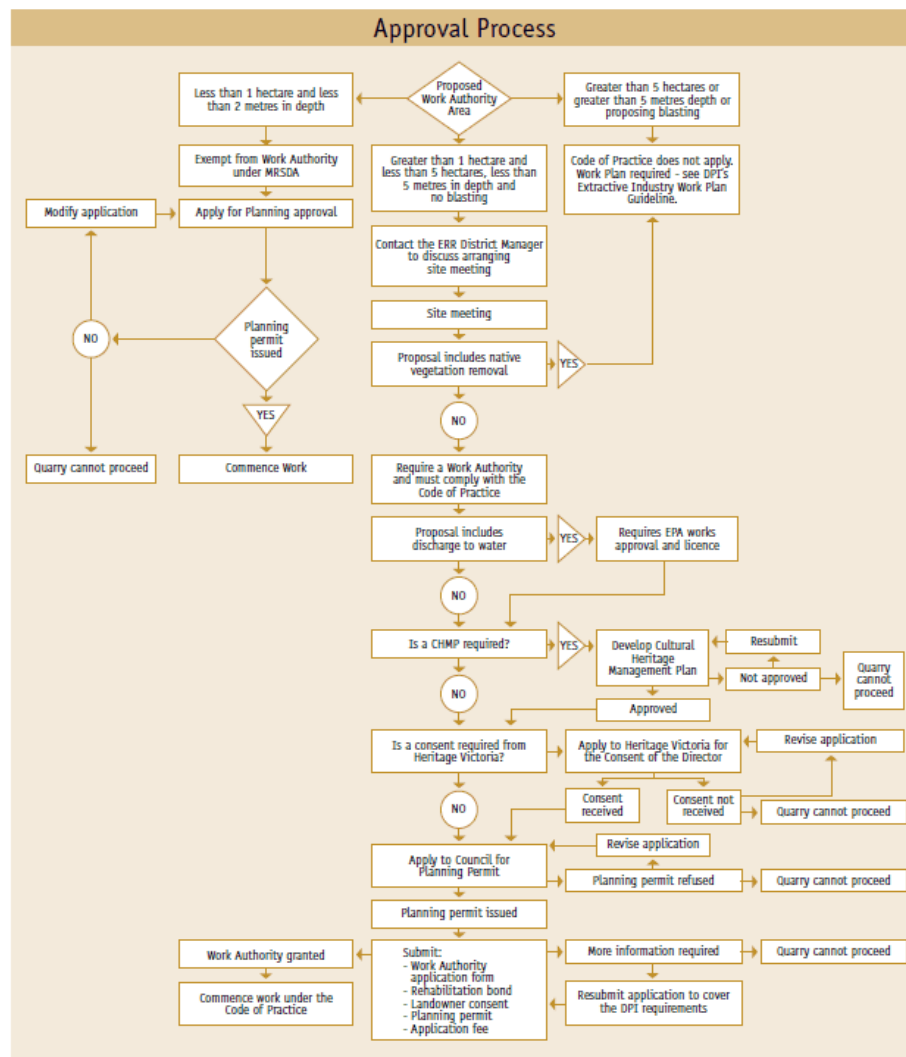 Approval Process
Less than 1 hectare and less
than 2 metres in depth
Proposed
Work Authority
Area
Greater than 5 hectares or
greater than 5 metres depth or
proposing blasting
Exempt from Work Authority
under MRSDA
Greater than 1 hectare and
less than 5 hectares, less than
5 metres in depth and
no blasting
Code of Practice does not apply.
Work Plan required - see DPI's
Extractive Industry Work Plan
Guideline.
Modify application
Apply for Planning approval
Contact the ERR District Manager
to discuss arranging
site meeting
Site meeting
NO
Planning
permit
issued
Proposal includes native
vegetation removal
YES
YES
NO
Quarry cannot proceed
Commence Work
Require a Work Authority
and must comply with the
Code of Practice
Proposal includes
discharge to water
YES
Requires EPA works
approval and licence
NO
Is a CHMP required?
YES
Develop Cultural
Heritage
Management Plan
Resubmit
Not approved
Quarry
cannot
proceed
NO
Approved
Is a consent required from
Heritage Victoria?
Apply to Heritage Victoria for
the Consent of the Director
Revise application
NO
Consent
received
Consent not
received
Quarry cannot proceed
Apply to Council for
Planning Permit
Revise application
Planning permit refused
Quarry cannot proceed
Planning permit issued
Work Authority granted
Submit:
- Work Authority
application form
- Rehabilitation bond
- Landowner consent
- Planning permit
- Application fee
More information required
Quarry cannot proceed
Commence work under the
Code of Practice
Resubmit application to cover
the DPI requirements